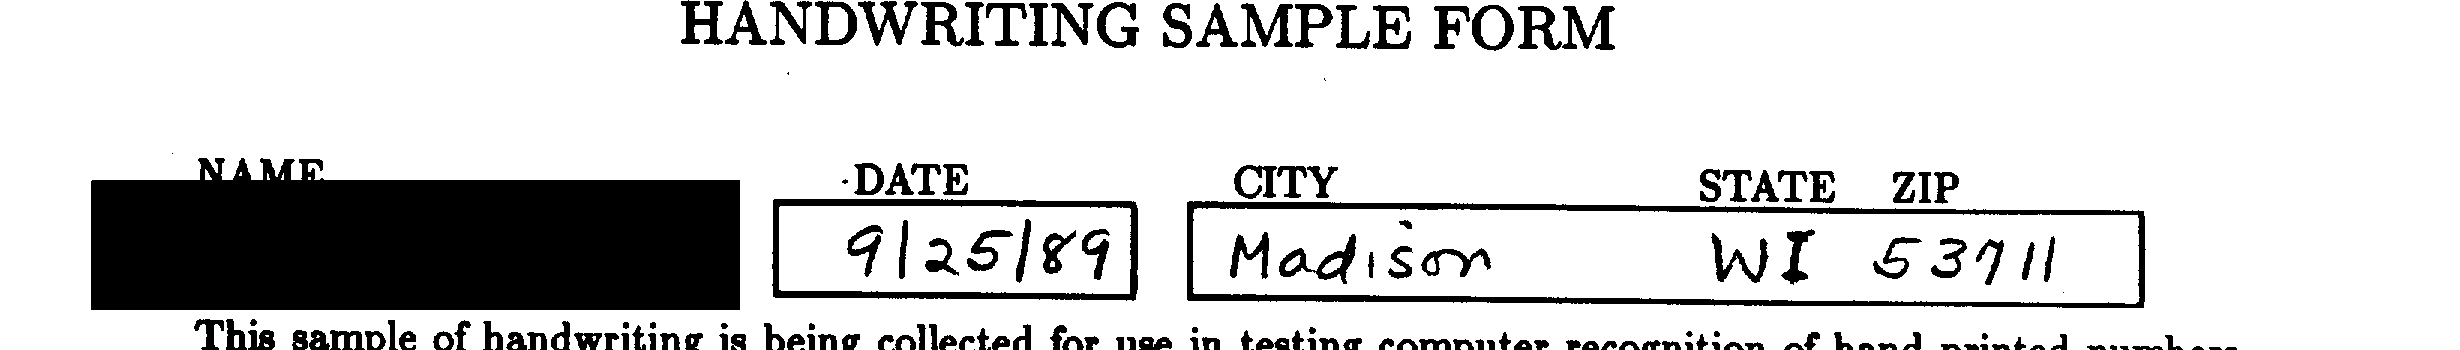 HANDWRITING SAMPLE FORM
NAME DATE CITY STATE ZIP
9/25/89 Madison WI 53711
This sample of handwriting is being collected for use in testing computer recognition of hand printed numbers